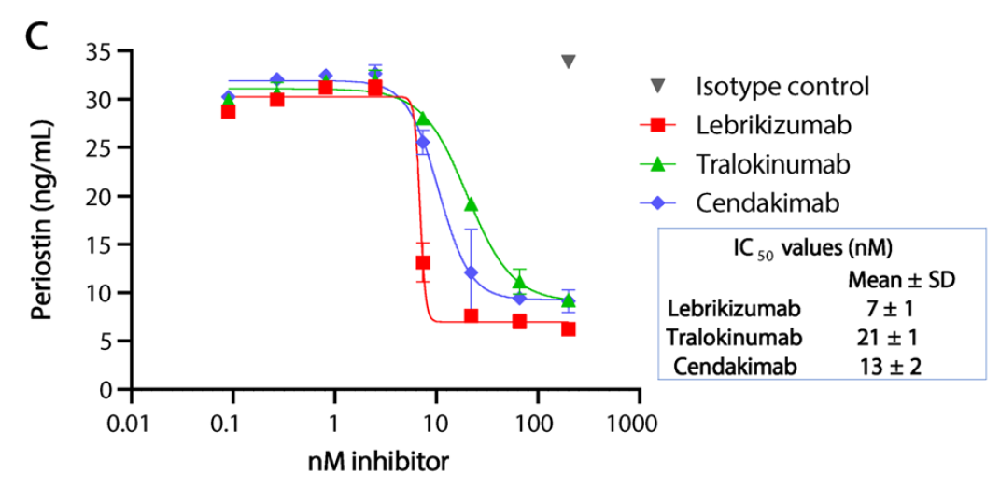 C
35
30
25
20
15
10
5
0
Periostin (ng/mL)
0.01 0.1 1 10 100 1000
nM inhibitor
Isotype control
Lebrikizumab
Tralokinumab
Cendakimab
IC50 values (nM)
Mean ± SD
Lebrikizumab 7 ± 1
Tralokinumab 21 ± 1
Cendakimab 13 ± 2